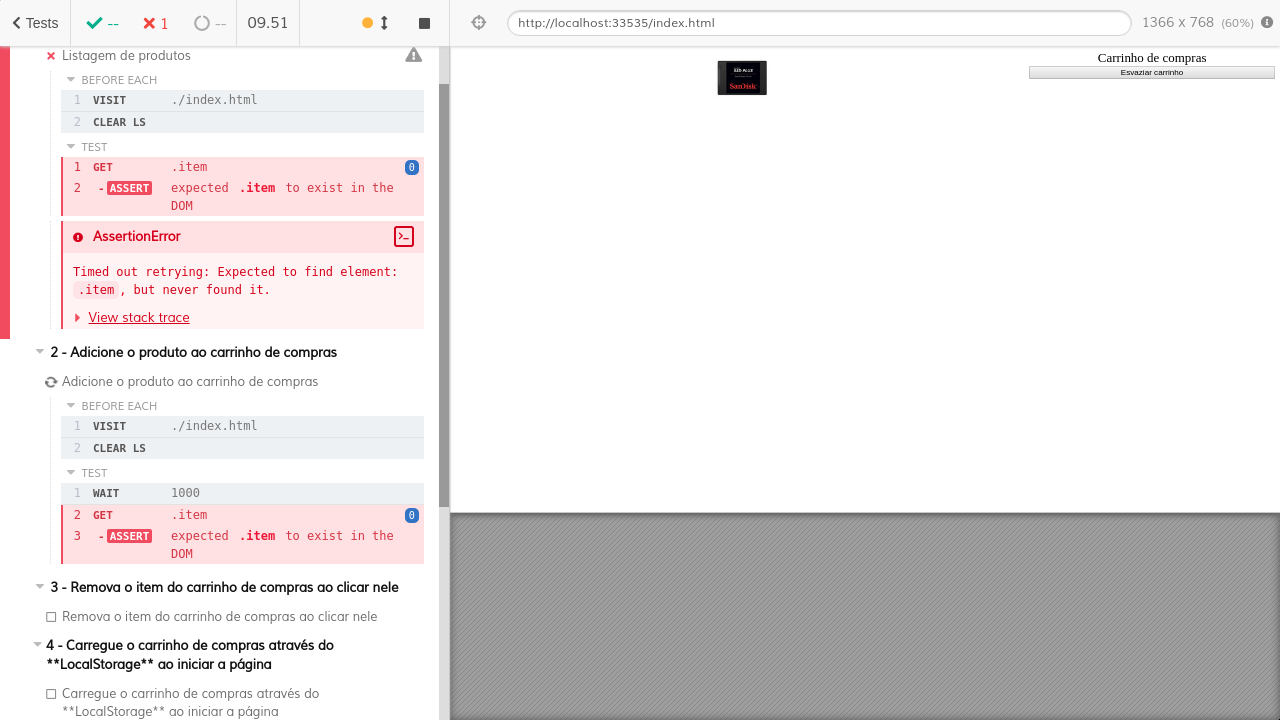 Tests
--
1
--
09.51
http://localhost:33535/index.html
1366 x 768 (60%)
Listagem de produtos
BEFORE EACH
1 VISIT ./index.html
2 CLEAR LS
TEST
1 GET .item 0
2 - ASSERT expected .item to exist in the
DOM
AssertionError
Timed out retrying: Expected to find element:
.item, but never found it.
View stack trace
2 - Adicione o produto ao carrinho de compras
Adicione o produto ao carrinho de compras
BEFORE EACH
1 VISIT ./index.html
2 CLEAR LS
TEST
1 WAIT 1000
2 GET .item 0
3 - ASSERT expected .item to exist in the
DOM
3 - Remova o item do carrinho de compras ao clicar nele
Remova o item do carrinho de compras ao clicar nele
4 - Carregue o carrinho de compras através do
**LocalStorage** ao iniciar a página
Carregue o carrinho de compras através do
**LocalStorage** ao iniciar a página
SanDisk
Carrinho de compras
Esvaziar carrinho